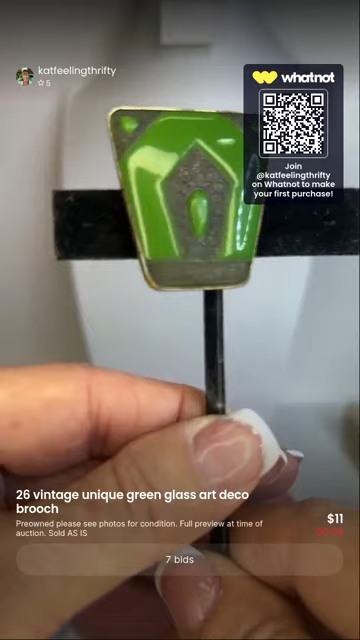 katfeelingthrifty
5
whatnot
Join
@katfeelingthrifty
on Whatnot to make
your first purchase!
26 vintage unique green glass art deco
brooch
Preowned please see photos for condition. Full preview at time of
auction. Sold AS IS
$11
7 bids